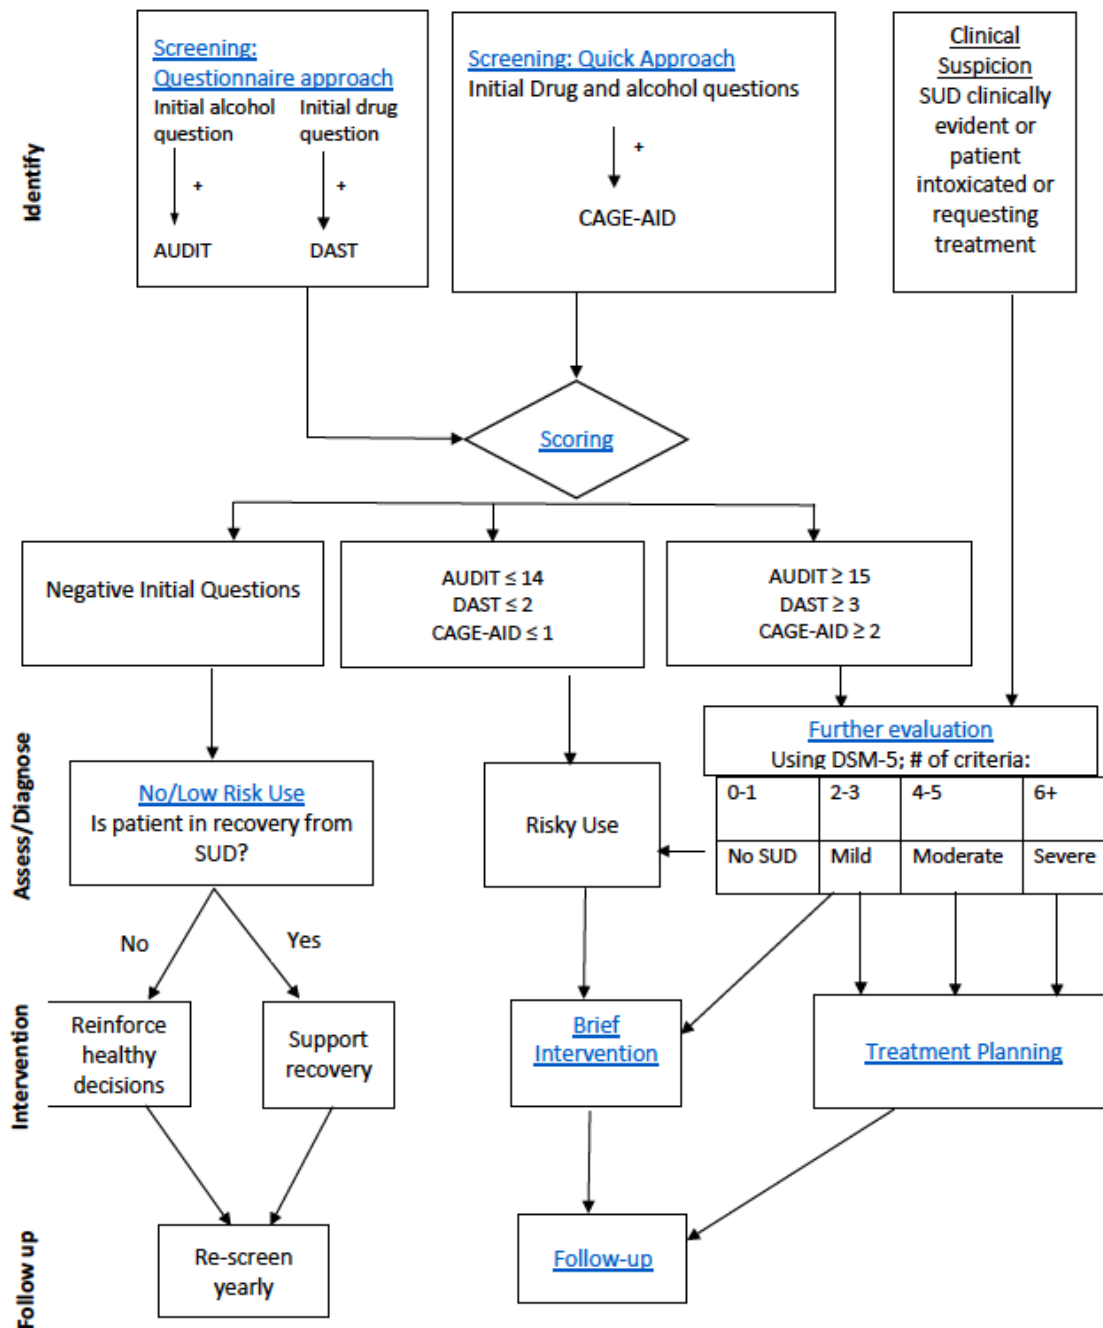 Screening:
Questionnaire approach
Initial alcohol question
Initial drug question
+
+
AUDIT
DAST
Screening: Quick Approach
Initial Drug and alcohol questions
+
CAGE-AID
Clinical
Suspicion
SUD clinically
evident or
patient
intoxicated or
requesting
treatment
Identify
Scoring
Negative Initial Questions
AUDIT ≤ 14
DAST ≤ 2
CAGE-AID ≤ 1
AUDIT ≥ 15
DAST ≥ 3
CAGE-AID ≥ 2
Assess/Diagnose
No/Low Risk Use
Is patient in recovery from
SUD?
Risky Use
Further evaluation
Using DSM-5; # of criteria:
0-1 2-3 4-5 6+
No SUD Mild Moderate Severe
No
Yes
Intervention
Reinforce
healthy
decisions
Support
recovery
Brief
Intervention
Treatment Planning
Follow up
Re-screen
yearly
Follow-up